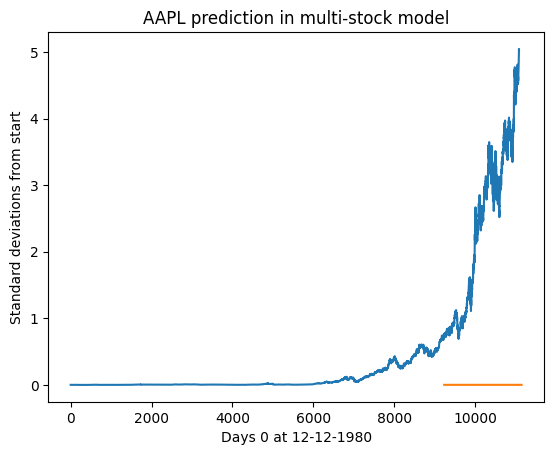 AAPL prediction in multi-stock model
Standard deviations from start
5
4
3
2
1
0
0 2000 4000 6000 8000 10000
Days 0 at 12-12-1980